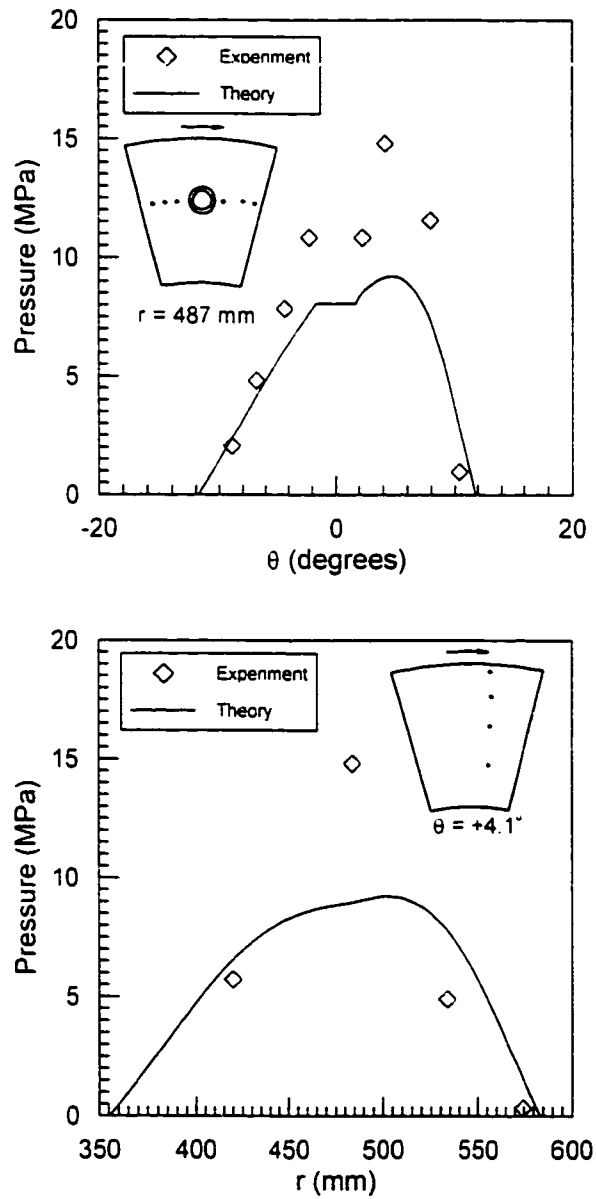 20
Experiment
Theory
15
10
r = 487 mm
5
0
-20
0
20
Pressure (MPa)
θ (degrees)
20
Experiment
Theory
15
θ = +4.1°
10
5
0
350
400
450
500
550
600
Pressure (MPa)
r (mm)